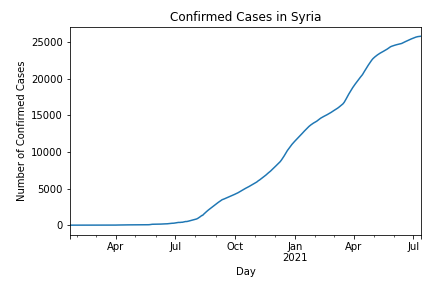 Confirmed Cases in Syria
Number of Confirmed Cases
25000
20000
15000
10000
5000
0
Apr Jul Oct Jan Apr Jul
2021
Day